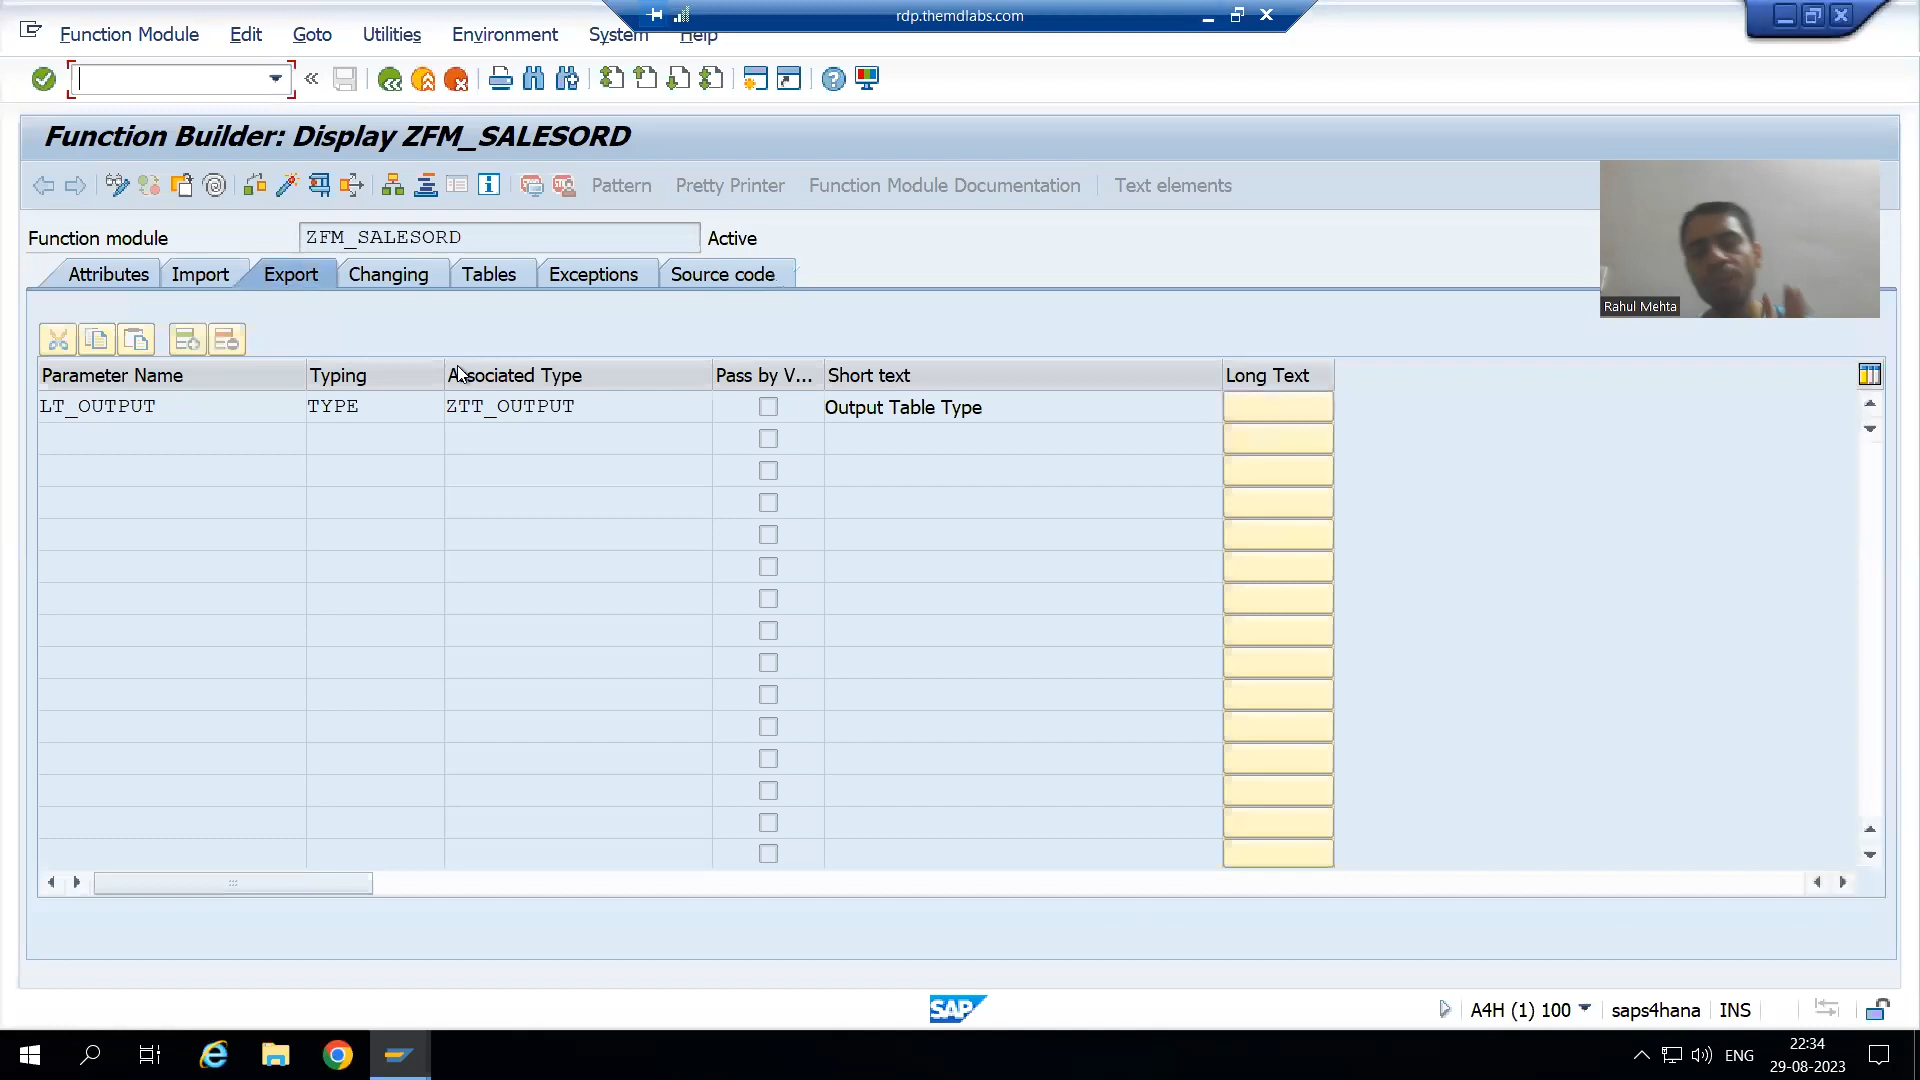 rdp.themdlabs.com
Function Module Edit Goto Utilities Environment System Help
Function Builder: Display ZFM_SALESORD
Pattern Pretty Printer Function Module Documentation Text elements
Function module ZFM_SALESORD Active
Attributes Import Export Changing Tables Exceptions Source code
Rahul Mehta
Parameter Name Typing Associated Type Pass by V... Short text Long Text
LT_OUTPUT TYPE ZTT_OUTPUT Output Table Type
SAP A4H (1) 100 saps4hana INS
22:34
ENG
29-08-2023